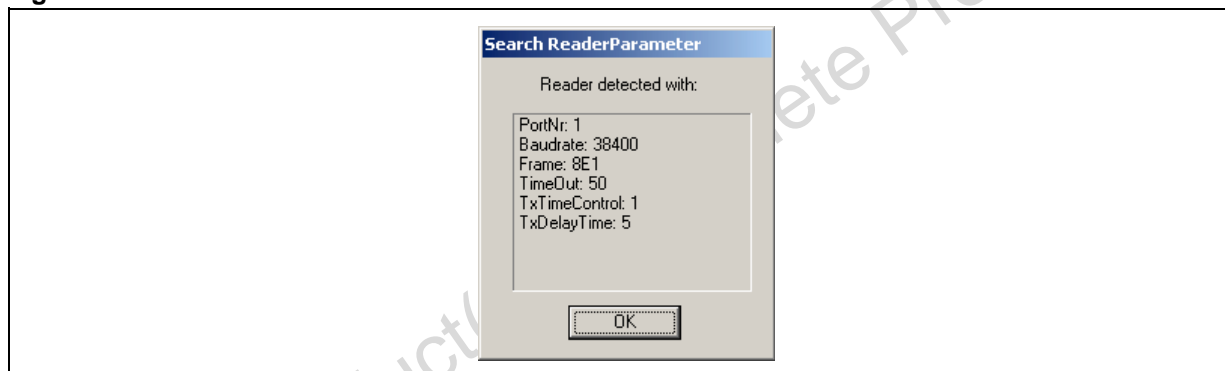 Search ReaderParameter
Reader detected with:
PortNr: 1
Baudrate: 38400
Frame: 8E1
TimeOut: 50
TxTimeControl: 1
TxDelayTime: 5
OK